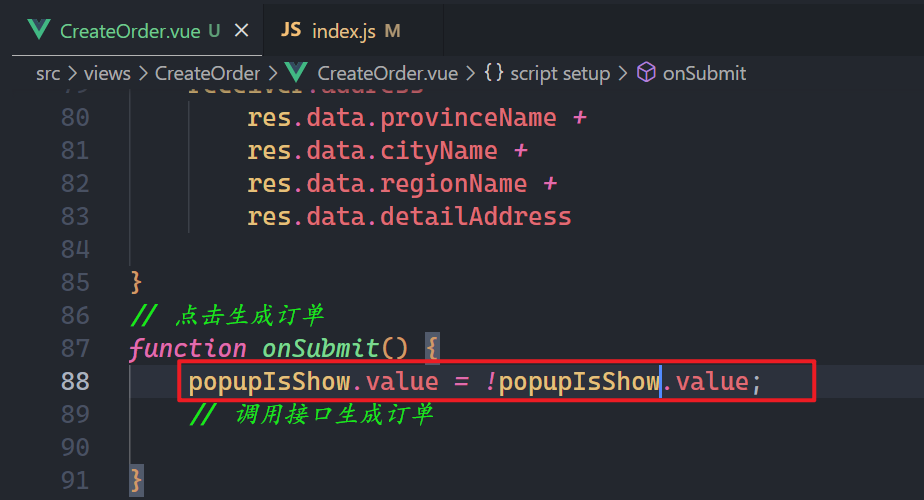 CreateOrder.vue U × JS index.js M
src > views > CreateOrder > CreateOrder.vue > {} script setup > onSubmit
80 res.data.provinceName +
81 res.data.cityName +
82 res.data.regionName +
83 res.data.detailAddress
84
85 }
86 // 点击生成订单
87 function onSubmit() {
88 popupIsShow.value = !popupIsShow.value;
89 // 调用接口生成订单
90
91 }